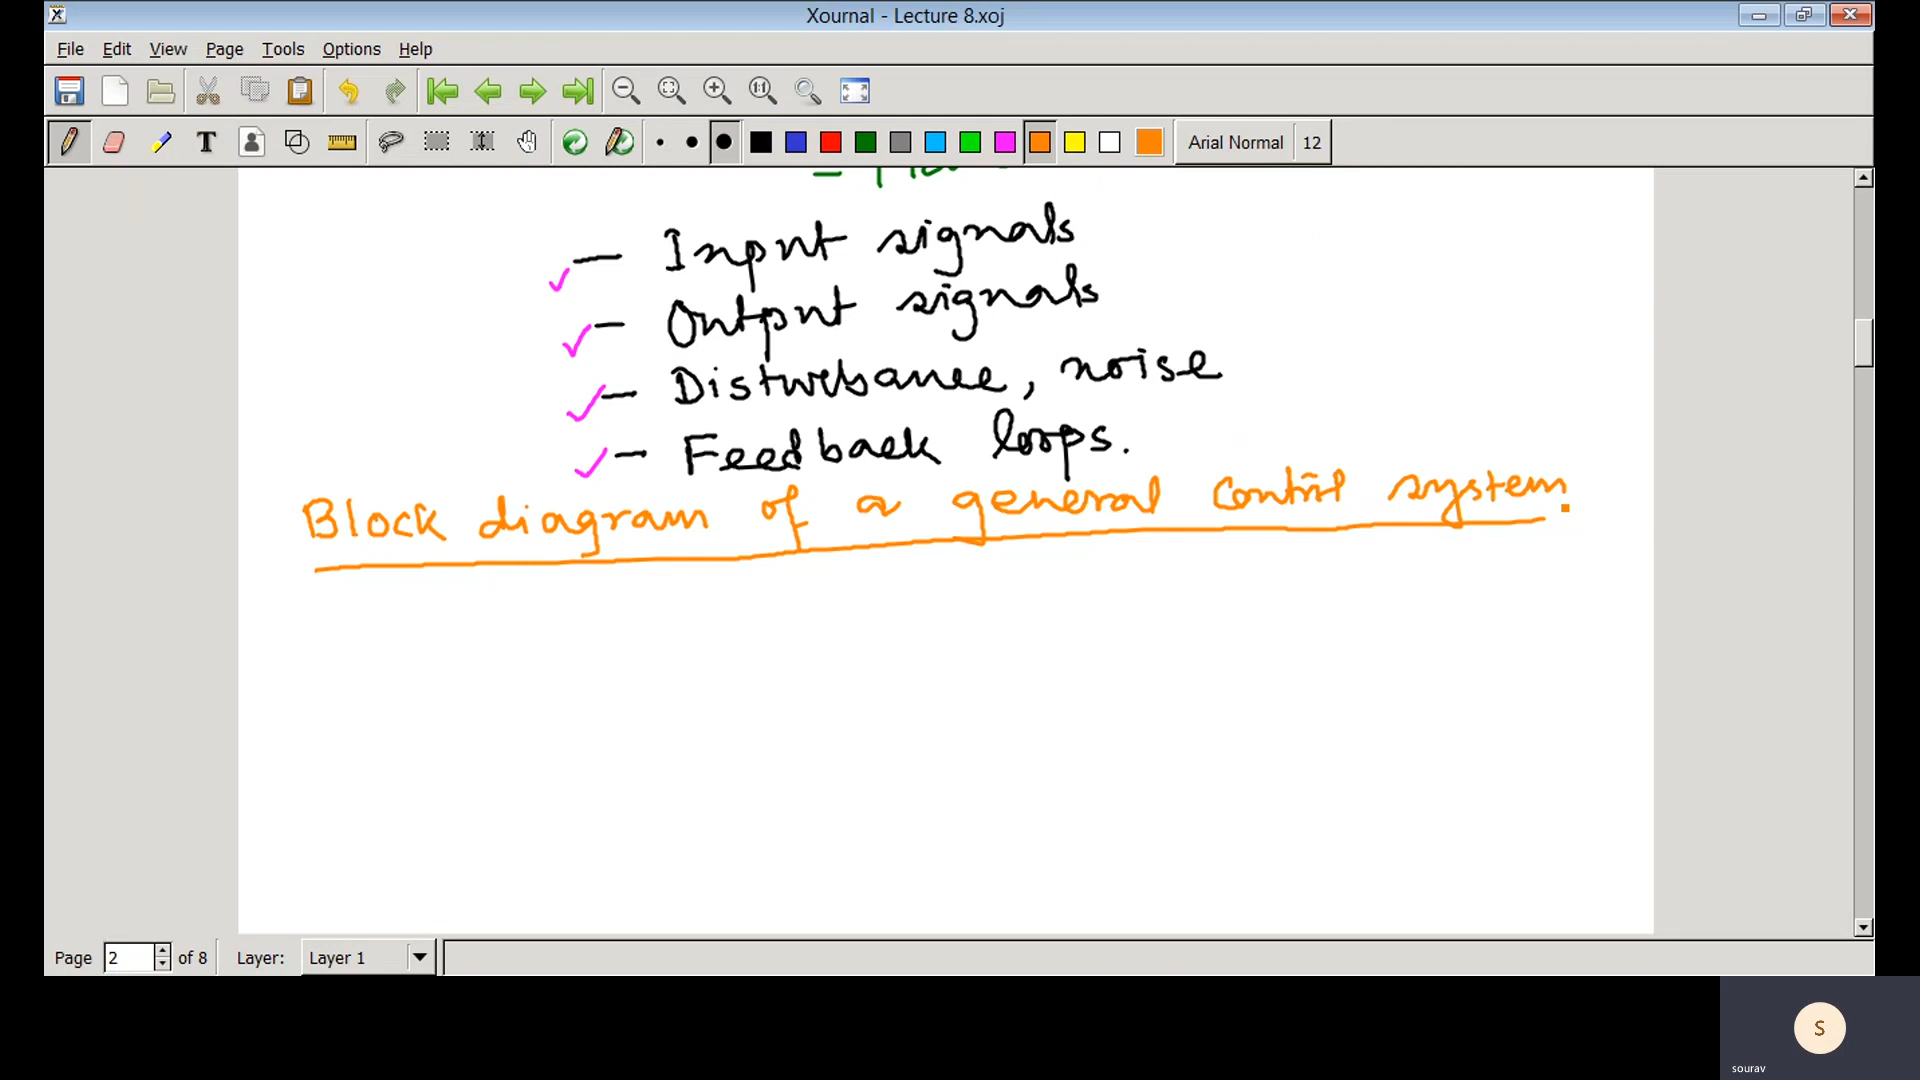 Xournal - Lecture 8.xoj
File Edit View Page Tools Options Help
Arial Normal 12
— Input signals
— Output signals
— Disturbance, noise
— Feedback loops.
Block diagram of a general control system.
Page 2 of 8 Layer: Layer 1
S
sourav